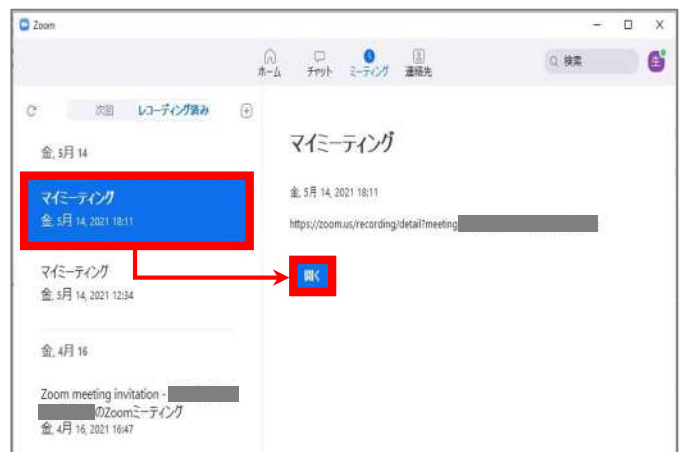 Zoom
ホーム
チャット
ミーティング
連絡先
検索
生
次回
レコーディング済み
金, 5月 14
マイミーティング
金, 5月 14, 2021 18:11
マイミーティング
金, 5月 14, 2021 12:34
金, 4月 16
Zoom meeting invitation -
のZoomミーティング
金, 4月 16, 2021 16:47
マイミーティング
金, 5月 14, 2021 18:11
https://zoom.us/recording/detail?meeting
開く